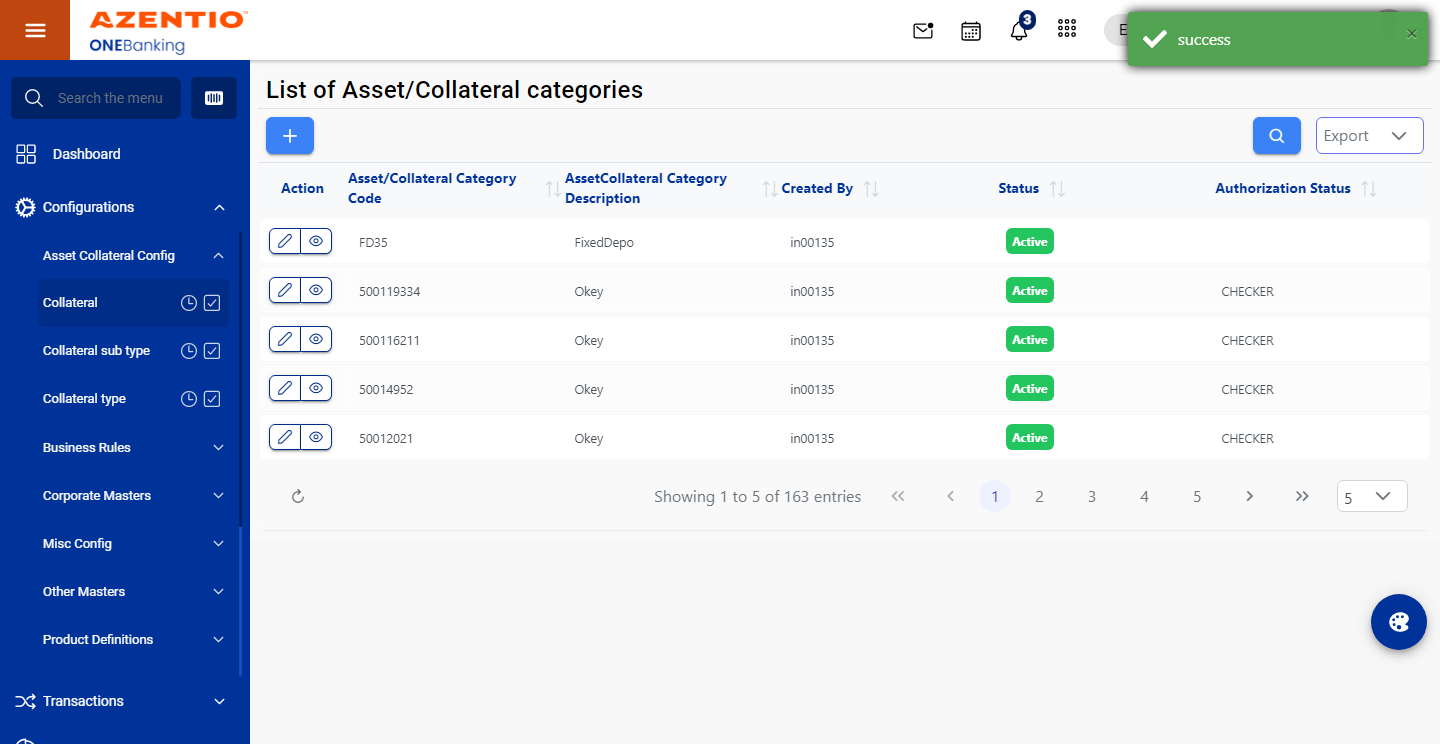 AZENTIO™
ONEBanking
3
E
success
×
Search the menu
Dashboard
Configurations
Asset Collateral Config
Collateral
Collateral sub type
Collateral type
Business Rules
Corporate Masters
Misc Config
Other Masters
Product Definitions
Transactions
List of Asset/Collateral categories
Export
Action
Asset/Collateral Category Code
AssetCollateral Category Description
Created By
Status
Authorization Status
FD35 FixedDepo in00135 Active
500119334 Okey in00135 Active CHECKER
500116211 Okey in00135 Active CHECKER
50014952 Okey in00135 Active CHECKER
50012021 Okey in00135 Active CHECKER
Showing 1 to 5 of 163 entries 1 2 3 4 5 5